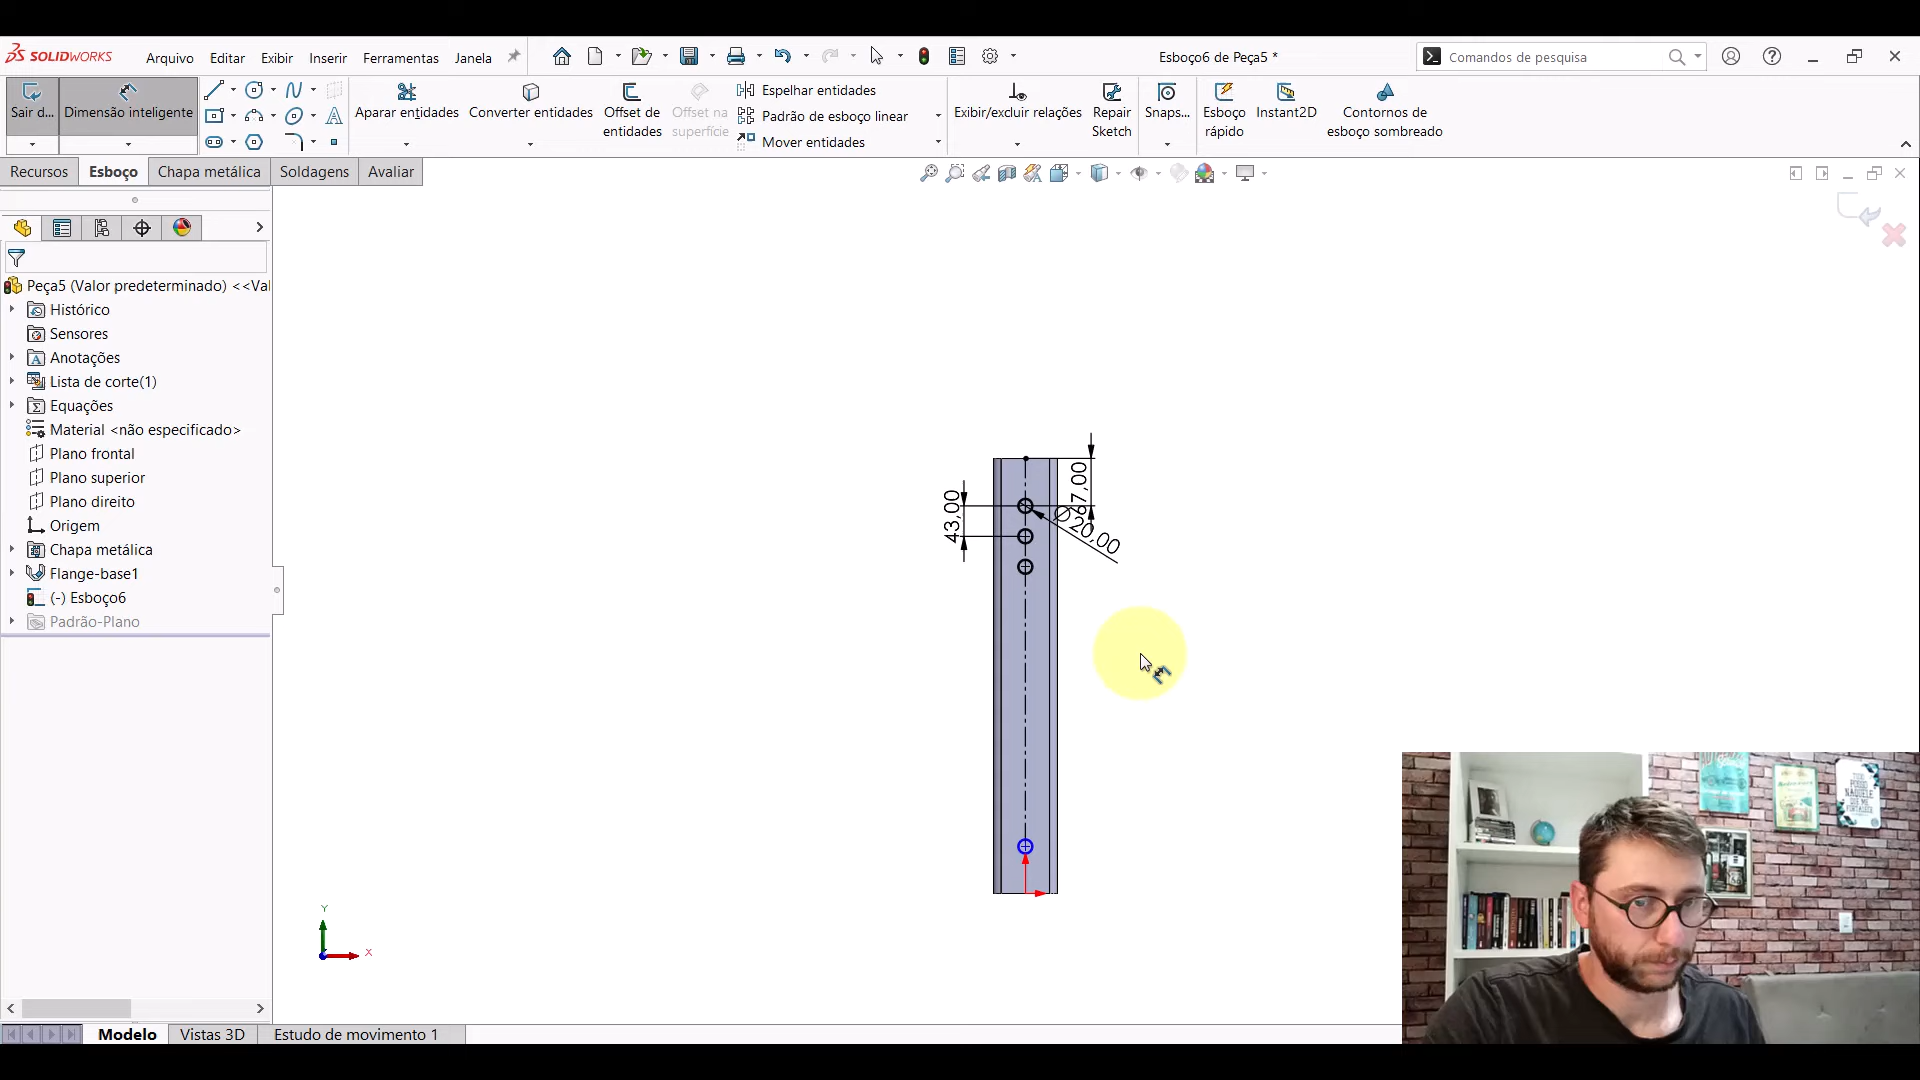 SOLIDWORKS
Arquivo
Editar
Exibir
Inserir
Ferramentas
Janela
Esboço6 de Peça5 *
Comandos de pesquisa
Sair d...
Dimensão inteligente
Aparar entidades
Converter entidades
Offset de
entidades
Offset na
superfície
Espelhar entidades
Padrão de esboço linear
Mover entidades
Exibir/excluir relações
Repair
Sketch
Snaps...
Esboço
rápido
Instant2D
Contornos de
esboço sombreado
Recursos
Esboço
Chapa metálica
Soldagens
Avaliar
Peça5 (Valor predeterminado) <<Val
Histórico
Sensores
Anotações
Lista de corte(1)
Equações
Material <não especificado>
Plano frontal
Plano superior
Plano direito
Origem
Chapa metálica
Flange-base1
(-) Esboço6
Padrão-Plano
67,00
43,00
Ø20,00
Y
X
Modelo
Vistas 3D
Estudo de movimento 1